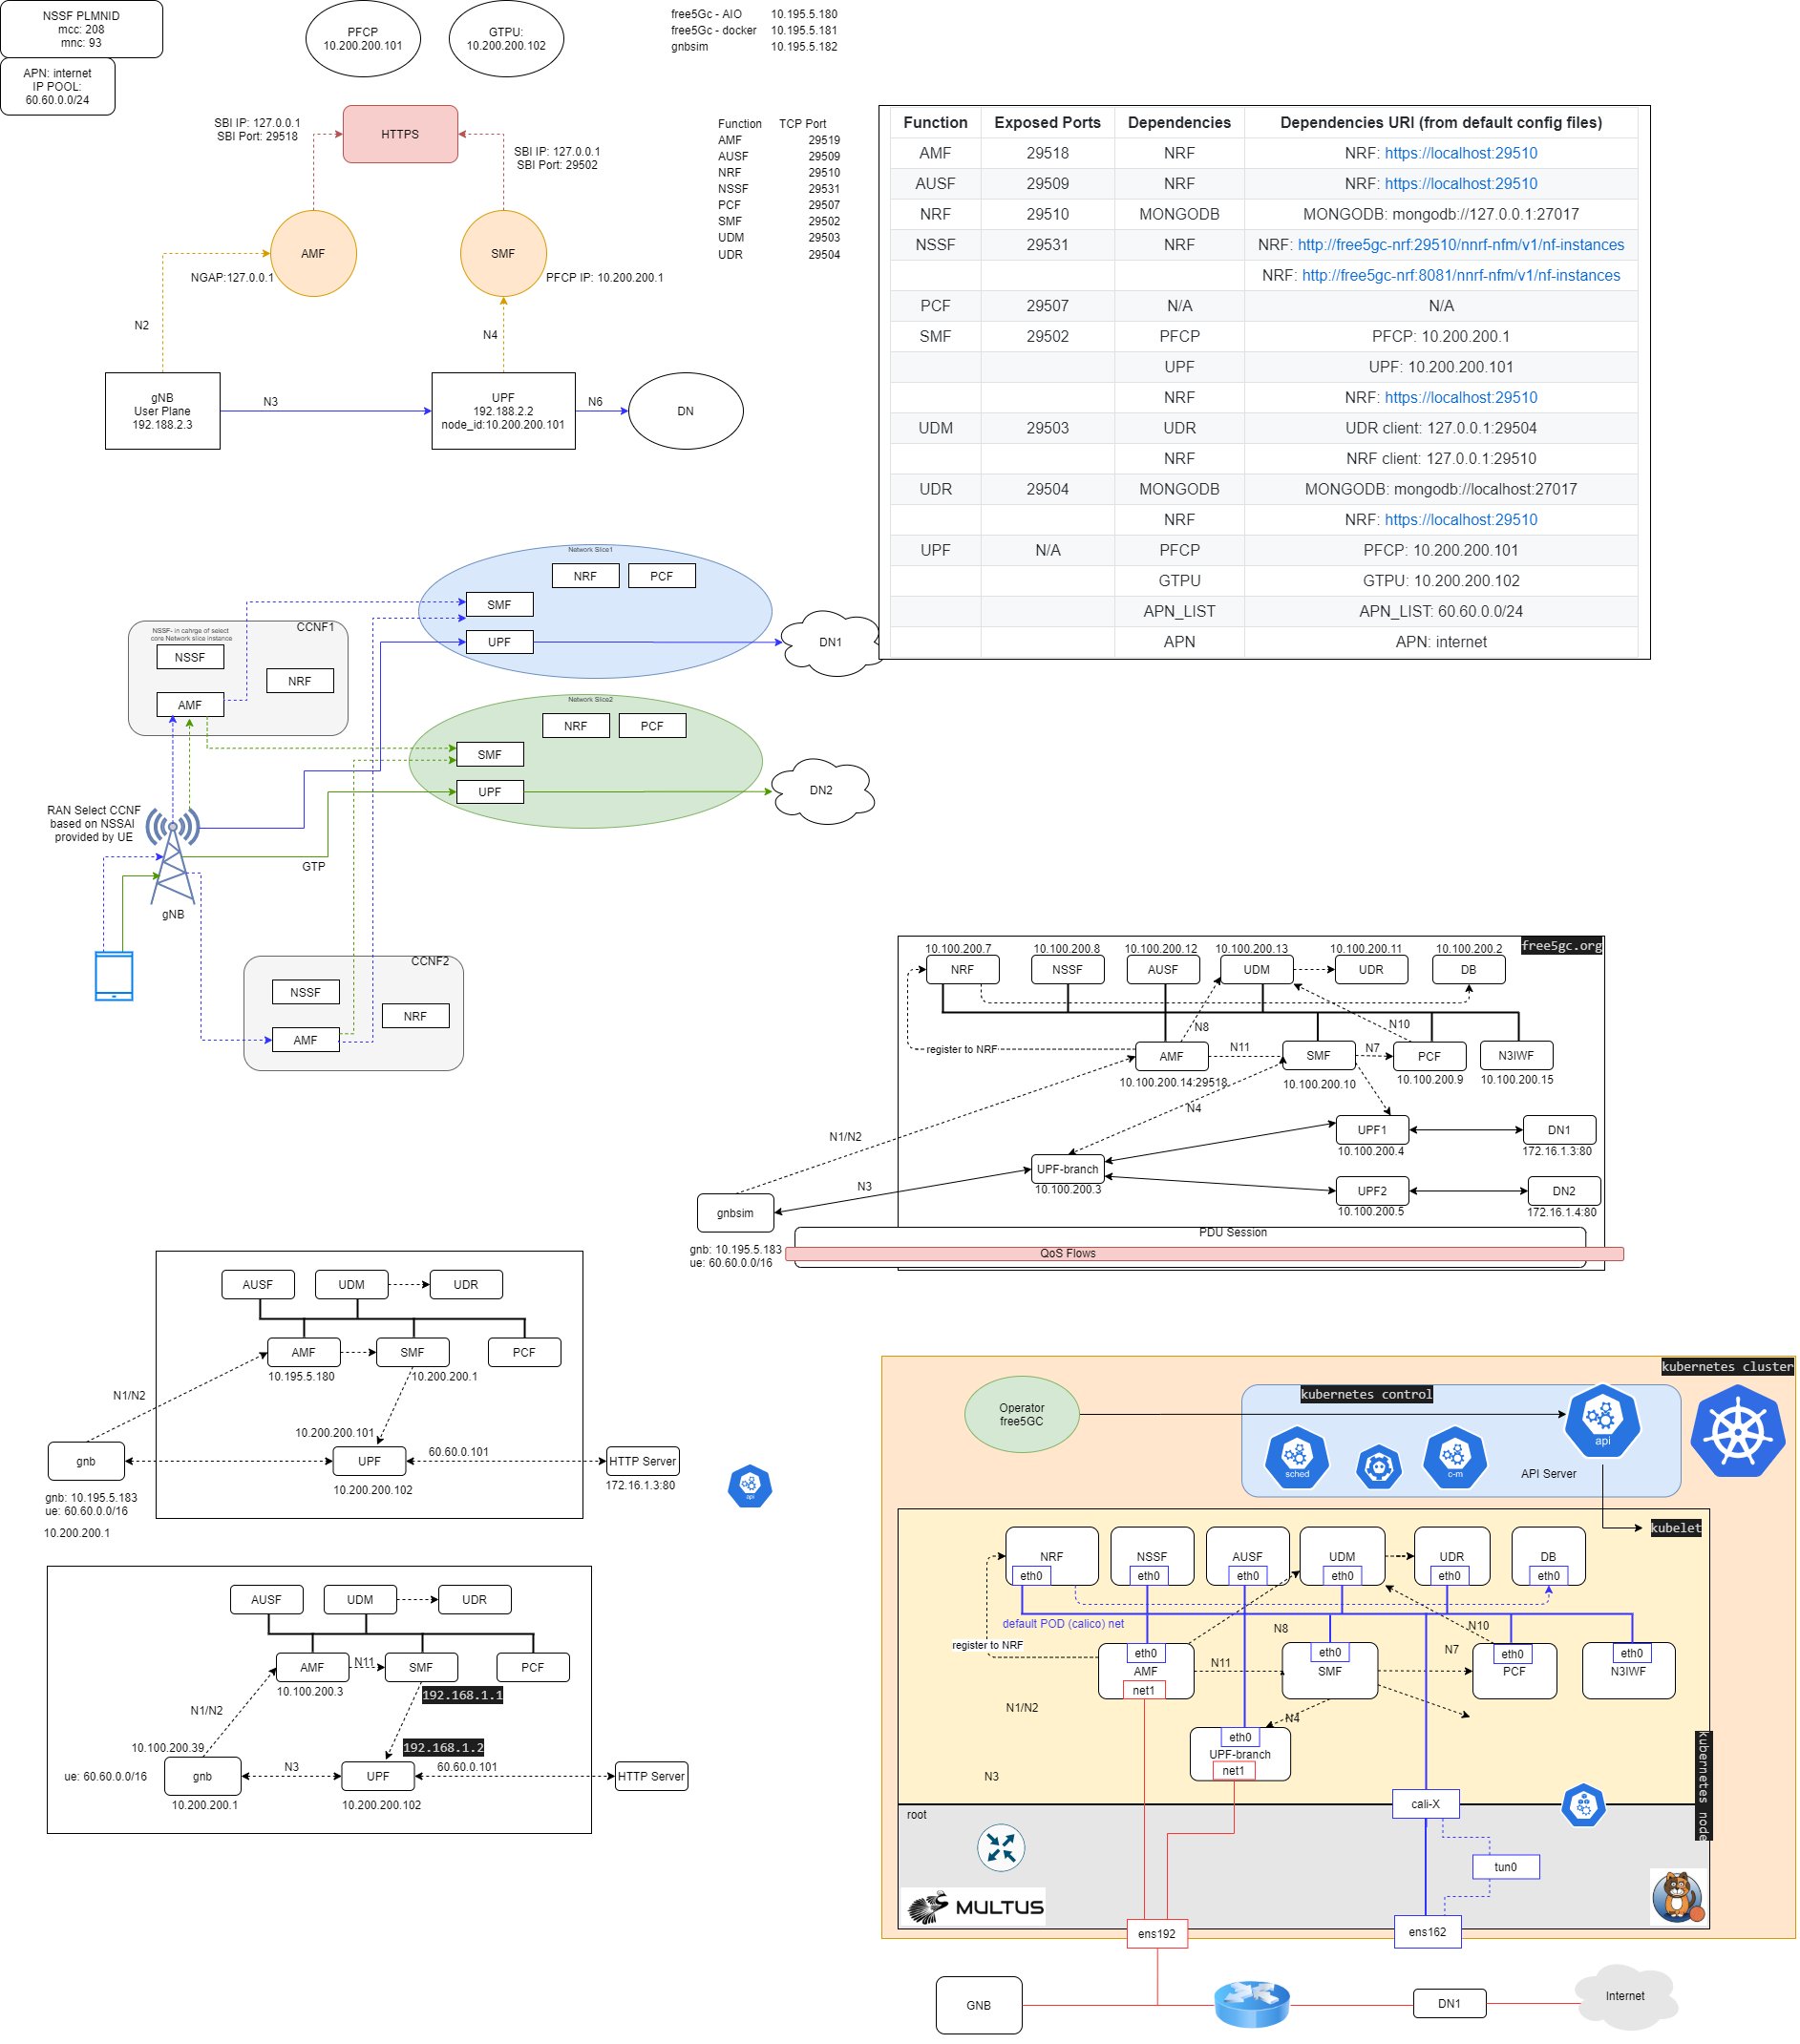 NSSF PLMNID
mcc: 208
mnc: 93
APN: internet
IP POOL:
60.60.0.0/24
PFCP
10.200.200.101
GTPU:
10.200.200.102
free5Gc - AIO 10.195.5.180
free5Gc - docker 10.195.5.181
gnbsim 10.195.5.182
SBI IP: 127.0.0.1
SBI Port: 29518
HTTPS
SBI IP: 127.0.0.1
SBI Port: 29502
AMF
SMF
NGAP:127.0.0.1
PFCP IP: 10.200.200.1
N2
N4
gNB
User Plane
192.188.2.3
N3
UPF
192.188.2.2
node_id:10.200.200.101
N6
DN
Function TCP Port
AMF 29519
AUSF 29509
NRF 29510
NSSF 29531
PCF 29507
SMF 29502
UDM 29503
UDR 29504
Function Exposed Ports Dependencies Dependencies URI (from default config files)
AMF 29518 NRF NRF: https://localhost:29510
AUSF 29509 NRF NRF: https://localhost:29510
NRF 29510 MONGODB MONGODB: mongodb://127.0.0.1:27017
NSSF 29531 NRF NRF: http://free5gc-nrf:29510/nnrf-nfm/v1/nf-instances
NRF: http://free5gc-nrf:8081/nnrf-nfm/v1/nf-instances
PCF 29507 N/A N/A
SMF 29502 PFCP PFCP: 10.200.200.1
UPF UPF: 10.200.200.101
NRF NRF: https://localhost:29510
UDM 29503 UDR UDR client: 127.0.0.1:29504
NRF NRF client: 127.0.0.1:29510
UDR 29504 MONGODB MONGODB: mongodb://localhost:27017
NRF NRF: https://localhost:29510
UPF N/A PFCP PFCP: 10.200.200.101
GTPU GTPU: 10.200.200.102
APN_LIST APN_LIST: 60.60.0.0/24
APN APN: internet
Network Slice1
NRF
PCF
SMF
UPF
DN1
CCNF1
NSSF- in cahrge of select
core Network slice instance
NSSF
NRF
AMF
Network Slice2
NRF
PCF
SMF
UPF
DN2
RAN Select CCNF
based on NSSAI
provided by UE
GTP
gNB
CCNF2
NSSF
NRF
AMF
free5gc.org
10.100.200.7
10.100.200.8
10.100.200.12
10.100.200.13
10.100.200.11
10.100.200.2
NRF
NSSF
AUSF
UDM
UDR
DB
N8
N10
register to NRF
N11
N7
AMF
SMF
PCF
N3IWF
10.100.200.14:29518
10.100.200.10
10.100.200.9
10.100.200.15
N4
N1/N2
UPF1
10.100.200.4
DN1
172.16.1.3:80
UPF-branch
10.100.200.3
N3
UPF2
10.100.200.5
DN2
172.16.1.4:80
gnbsim
gnb: 10.195.5.183
ue: 60.60.0.0/16
PDU Session
QoS Flows
AUSF
UDM
UDR
AMF
SMF
PCF
10.195.5.180
10.200.200.1
N1/N2
10.200.200.101
60.60.0.101
gnb
UPF
HTTP Server
10.200.200.102
172.16.1.3:80
gnb: 10.195.5.183
ue: 60.60.0.0/16
10.200.200.1
api
AUSF
UDM
UDR
N11
AMF
SMF
PCF
10.100.200.3
192.168.1.1
N1/N2
10.100.200.39
192.168.1.2
N3
60.60.0.101
ue: 60.60.0.0/16
gnb
UPF
HTTP Server
10.200.200.1
10.200.200.102
kubernetes cluster
kubernetes control
Operator
free5GC
api
sched
c-m
API Server
kubelet
NRF
NSSF
AUSF
UDM
UDR
DB
eth0
eth0
eth0
eth0
eth0
eth0
default POD (calico) net
N8
N10
register to NRF
N11
N7
eth0
AMF
net1
eth0
SMF
eth0
PCF
eth0
N3IWF
N1/N2
N4
eth0
UPF-branch
net1
N3
kubernetes node
cali-X
root
tun0
MULTUS
ens192
ens162
GNB
DN1
Internet